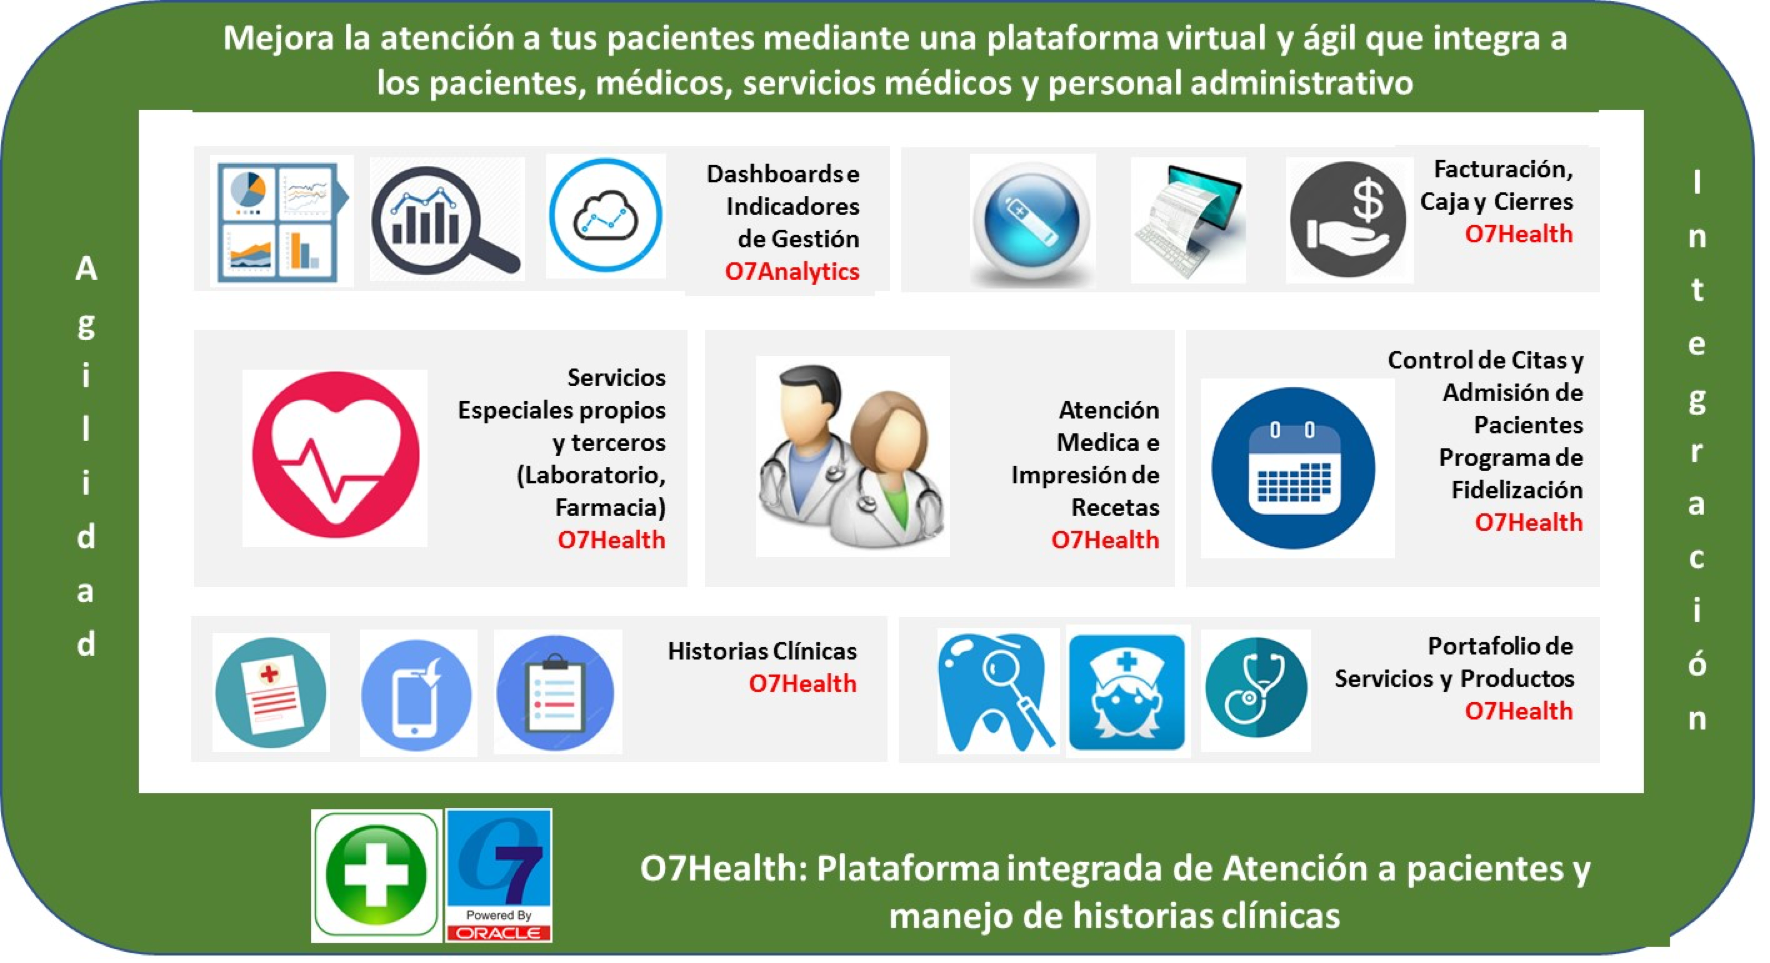 Mejora la atención a tus pacientes mediante una plataforma virtual y ágil que integra a
los pacientes, médicos, servicios médicos y personal administrativo
Agilidad
Dashboards e
Indicadores
de Gestión
O7Analytics
Facturación,
Caja y Cierres
O7Health
Servicios
Especiales propios
y terceros
(Laboratorio,
Farmacia)
O7Health
Atención
Medica e
Impresión de
Recetas
O7Health
Control de Citas y
Admisión de
Pacientes
Programa de
Fidelización
O7Health
Historias Clínicas
O7Health
Portafolio de
Servicios y Productos
O7Health
Integración
O7
Powered By
ORACLE
O7Health: Plataforma integrada de Atención a pacientes y
manejo de historias clínicas